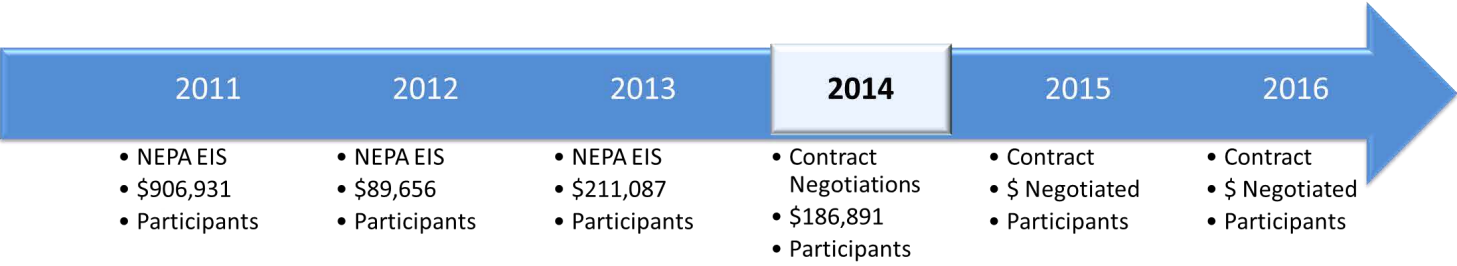 2011 2012 2013 2014 2015 2016
• NEPA EIS
• $906,931
• Participants
• NEPA EIS
• $89,656
• Participants
• NEPA EIS
• $211,087
• Participants
• Contract
Negotiations
• $186,891
• Participants
• Contract
• $ Negotiated
• Participants
• Contract
• $ Negotiated
• Participants